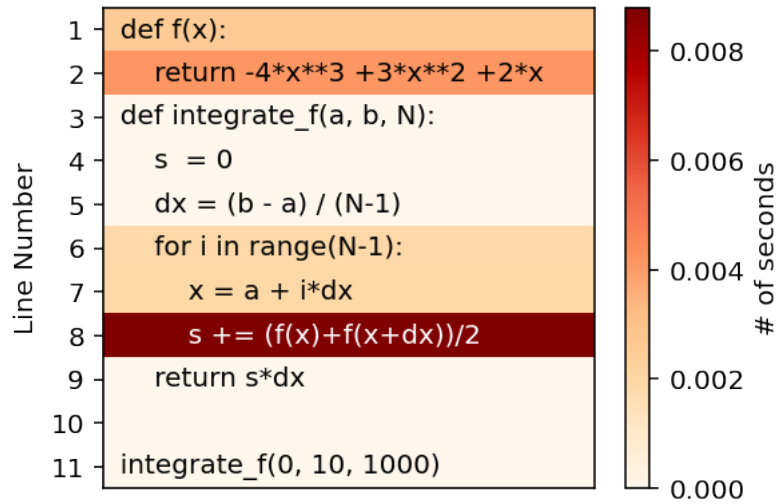 1 def f(x):
2 return -4*x**3 +3*x**2 +2*x
3 def integrate_f(a, b, N):
4 s  = 0
5 dx = (b - a) / (N-1)
6 for i in range(N-1):
7 x = a + i*dx
8 s += (f(x)+f(x+dx))/2
9 return s*dx
10
11 integrate_f(0, 10, 1000)
Line Number
0.008
0.006
0.004
0.002
0.000
# of seconds